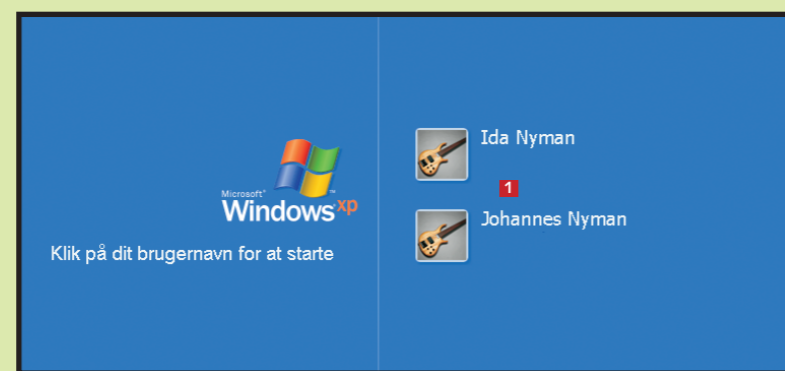 Microsoft®
Windows xp
Klik på dit brugernavn for at starte
Ida Nyman
1
Johannes Nyman